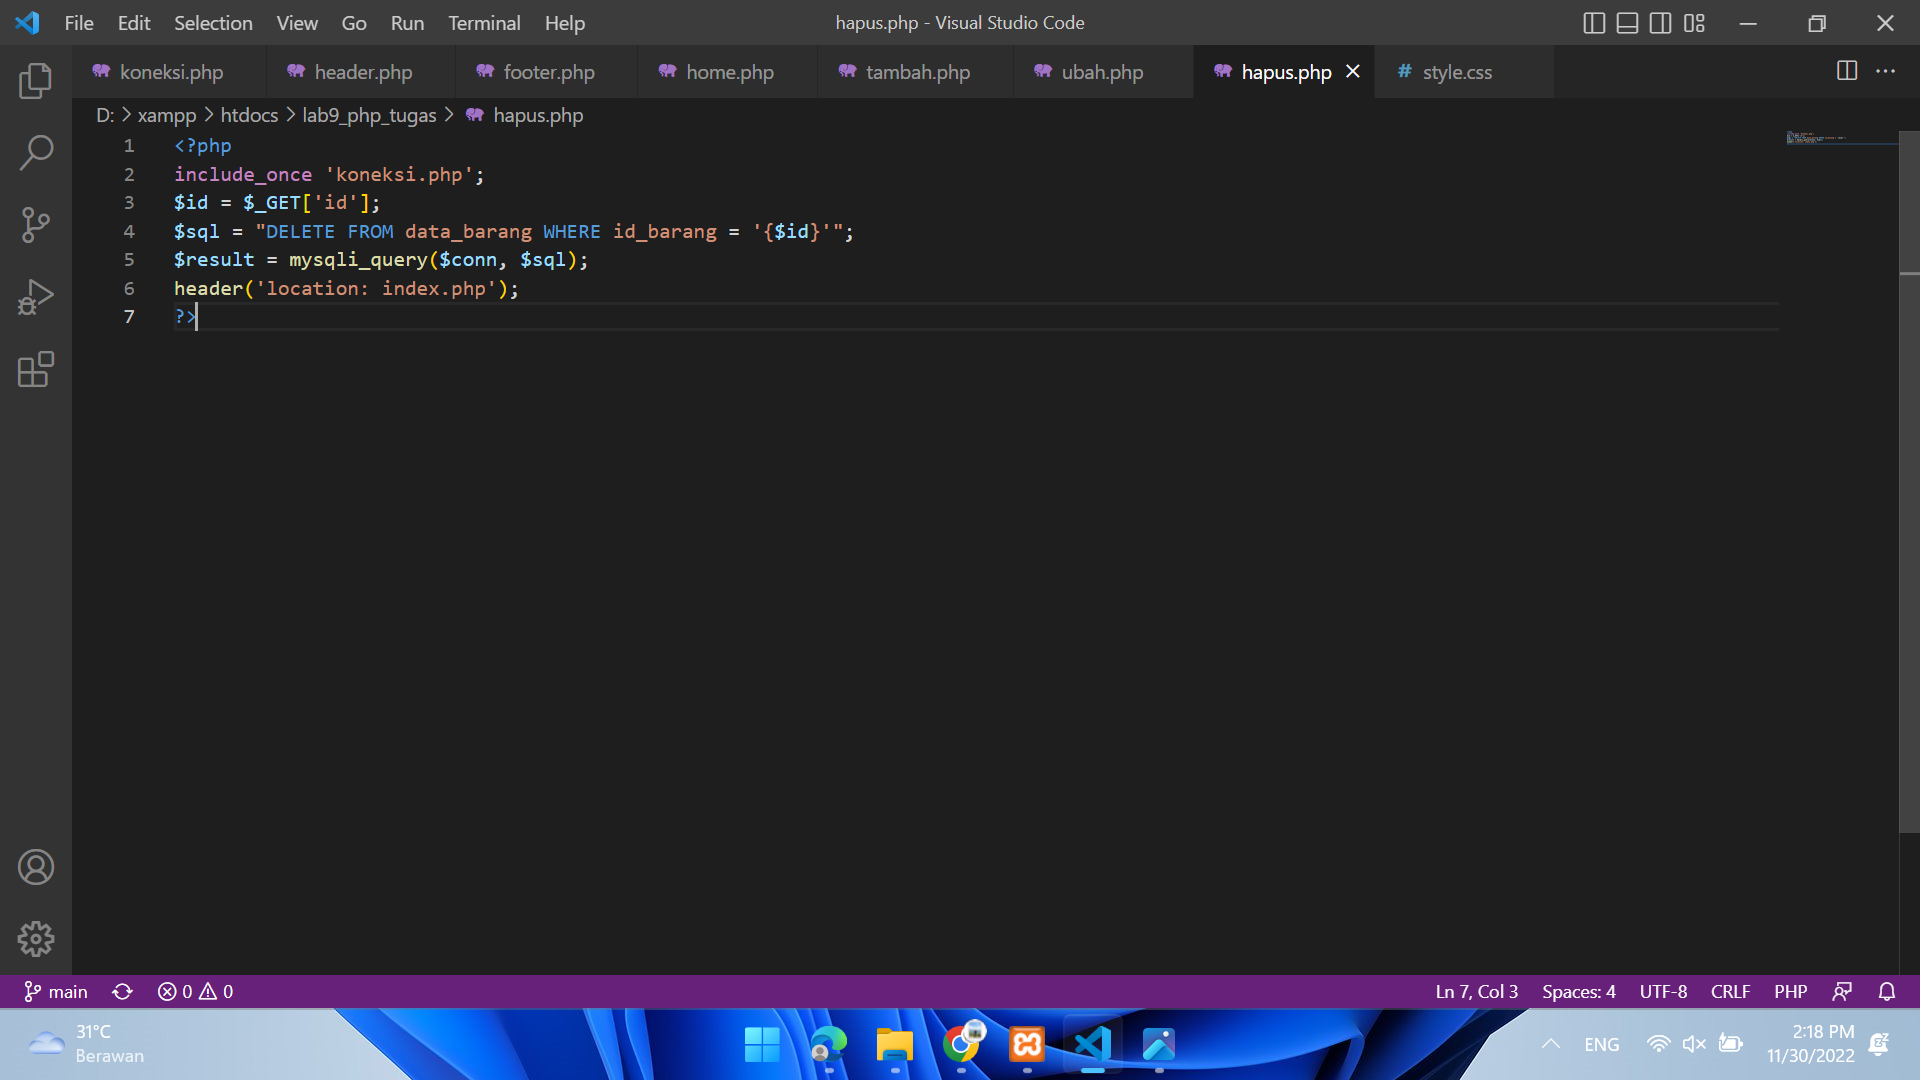 File Edit Selection View Go Run Terminal Help hapus.php - Visual Studio Code
koneksi.php header.php footer.php home.php tambah.php ubah.php hapus.php # style.css
D: > xampp > htdocs > lab9_php_tugas > hapus.php
1 <?php
2 include_once 'koneksi.php';
3 $id = $_GET['id'];
4 $sql = "DELETE FROM data_barang WHERE id_barang = '{$id}'";
5 $result = mysqli_query($conn, $sql);
6 header('location: index.php');
7 ?>
main 0 0 Ln 7, Col 3 Spaces: 4 UTF-8 CRLF PHP
31°C
Berawan
ENG
2:18 PM
11/30/2022